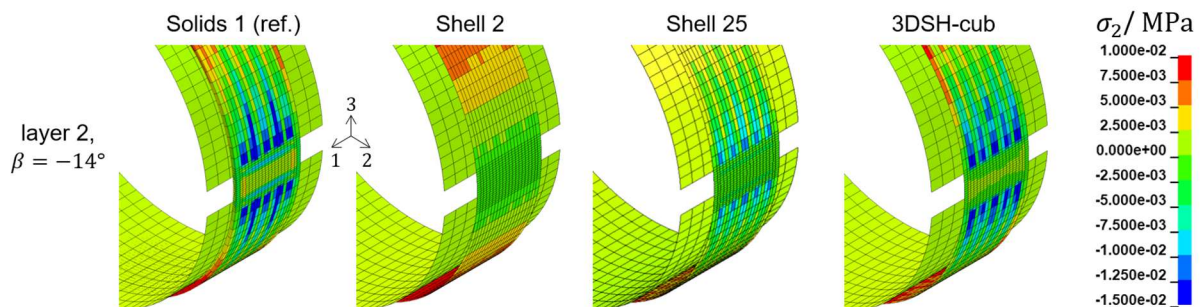 Solids 1 (ref.)
Shell 2
Shell 25
3DSH-cub
σ₂/ MPa
layer 2,
β = −14°
3
1
2
1.000e-02
7.500e-03
5.000e-03
2.500e-03
0.000e+00
-2.500e-03
-5.000e-03
-7.500e-03
-1.000e-02
-1.250e-02
-1.500e-02